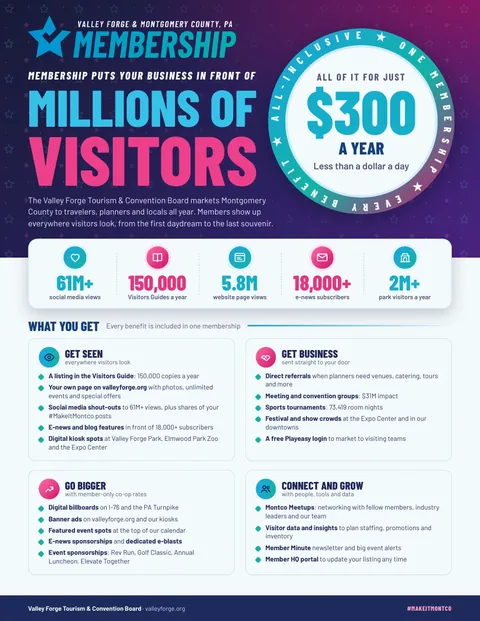 VALLEY FORGE & MONTGOMERY COUNTY, PA
MEMBERSHIP
MEMBERSHIP PUTS YOUR BUSINESS IN FRONT OF
MILLIONS OF
VISITORS
The Valley Forge Tourism & Convention Board markets Montgomery
County to travelers, planners and locals all year. Members show up
everywhere visitors look, from the first daydream to the last souvenir.
ALL-INCLUSIVE ★ ONE MEMBERSHIP ★ EVERY BENEFIT ★
ALL OF IT FOR JUST
$300
A YEAR
Less than a dollar a day
61M+
social media views
150,000
Visitors Guides a year
5.8M
website page views
18,000+
e-news subscribers
2M+
park visitors a year
WHAT YOU GET
Every benefit is included in one membership
GET SEEN
everywhere visitors look
A listing in the Visitors Guide: 150,000 copies a year
Your own page on valleyforge.org with photos, unlimited
events and special offers
Social media shout-outs to 61M+ views, plus shares of your
#MakeItMontco posts
E-news and blog features in front of 18,000+ subscribers
Digital kiosk spots at Valley Forge Park, Elmwood Park Zoo
and the Expo Center
GET BUSINESS
sent straight to your door
Direct referrals when planners need venues, catering, tours
and more
Meeting and convention groups: $31M impact
Sports tournaments: 73,419 room nights
Festival and show crowds at the Expo Center and in our
downtowns
A free Playeasy login to market to visiting teams
GO BIGGER
with member-only co-op rates
Digital billboards on I-76 and the PA Turnpike
Banner ads on valleyforge.org and our kiosks
Featured event spots at the top of our calendar
E-news sponsorships and dedicated e-blasts
Event sponsorships: Rev Run, Golf Classic, Annual
Luncheon, Elevate Together
CONNECT AND GROW
with people, tools and data
Montco Meetups: networking with fellow members, industry
leaders and our team
Visitor data and insights to plan staffing, promotions and
inventory
Member Minute newsletter and big event alerts
Member HQ portal to update your listing any time
Valley Forge Tourism & Convention Board · valleyforge.org
#MAKEITMONTCO